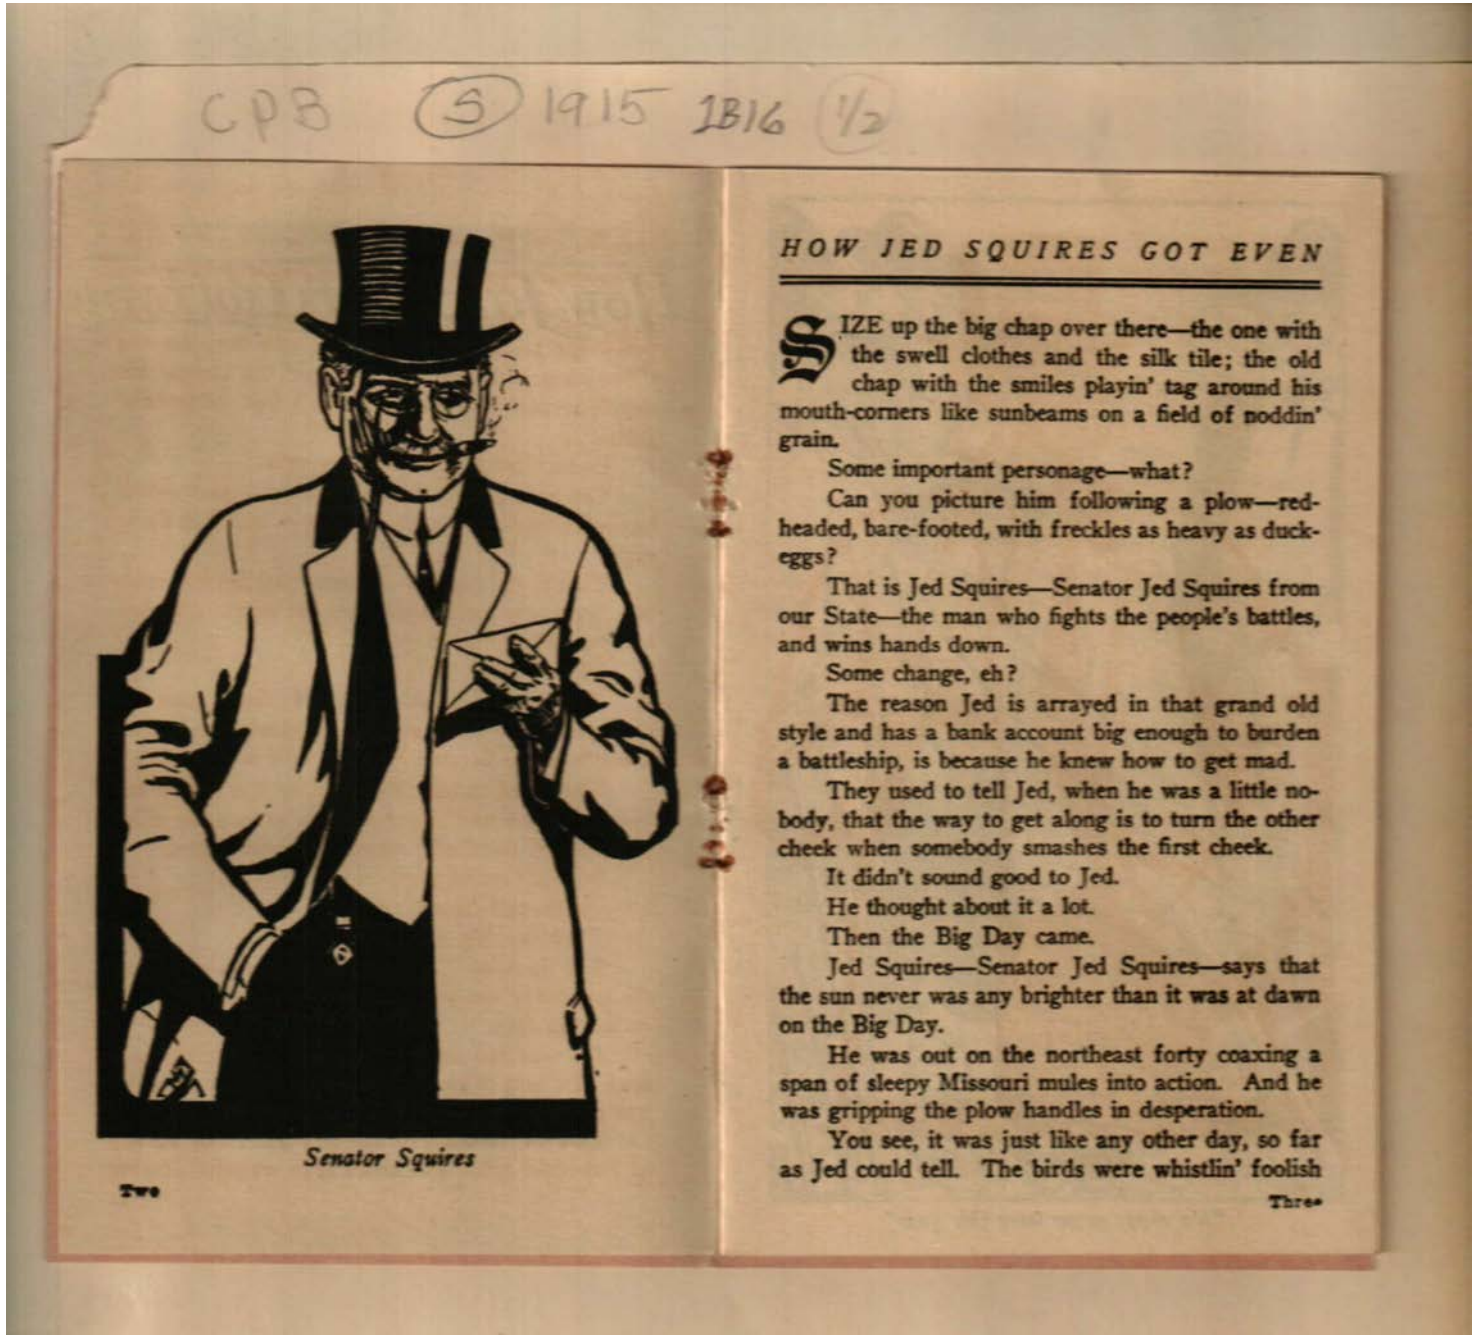 CPB (S) 1915 1B16 (1/2)
Senator Squires
Two
HOW JED SQUIRES GOT EVEN
SIZE up the big chap over there—the one with
the swell clothes and the silk tile; the old
chap with the smiles playin' tag around his
mouth-corners like sunbeams on a field of noddin'
grain.
Some important personage—what?
Can you picture him following a plow—red-
headed, bare-footed, with freckles as heavy as duck-
eggs?
That is Jed Squires—Senator Jed Squires from
our State—the man who fights the people's battles,
and wins hands down.
Some change, eh?
The reason Jed is arrayed in that grand old
style and has a bank account big enough to burden
a battleship, is because he knew how to get mad.
They used to tell Jed, when he was a little no-
body, that the way to get along is to turn the other
cheek when somebody smashes the first cheek.
It didn't sound good to Jed.
He thought about it a lot.
Then the Big Day came.
Jed Squires—Senator Jed Squires—says that
the sun never was any brighter than it was at dawn
on the Big Day.
He was out on the northeast forty coaxing a
span of sleepy Missouri mules into action. And he
was gripping the plow handles in desperation.
You see, it was just like any other day, so far
as Jed could tell. The birds were whistlin' foolish
Three